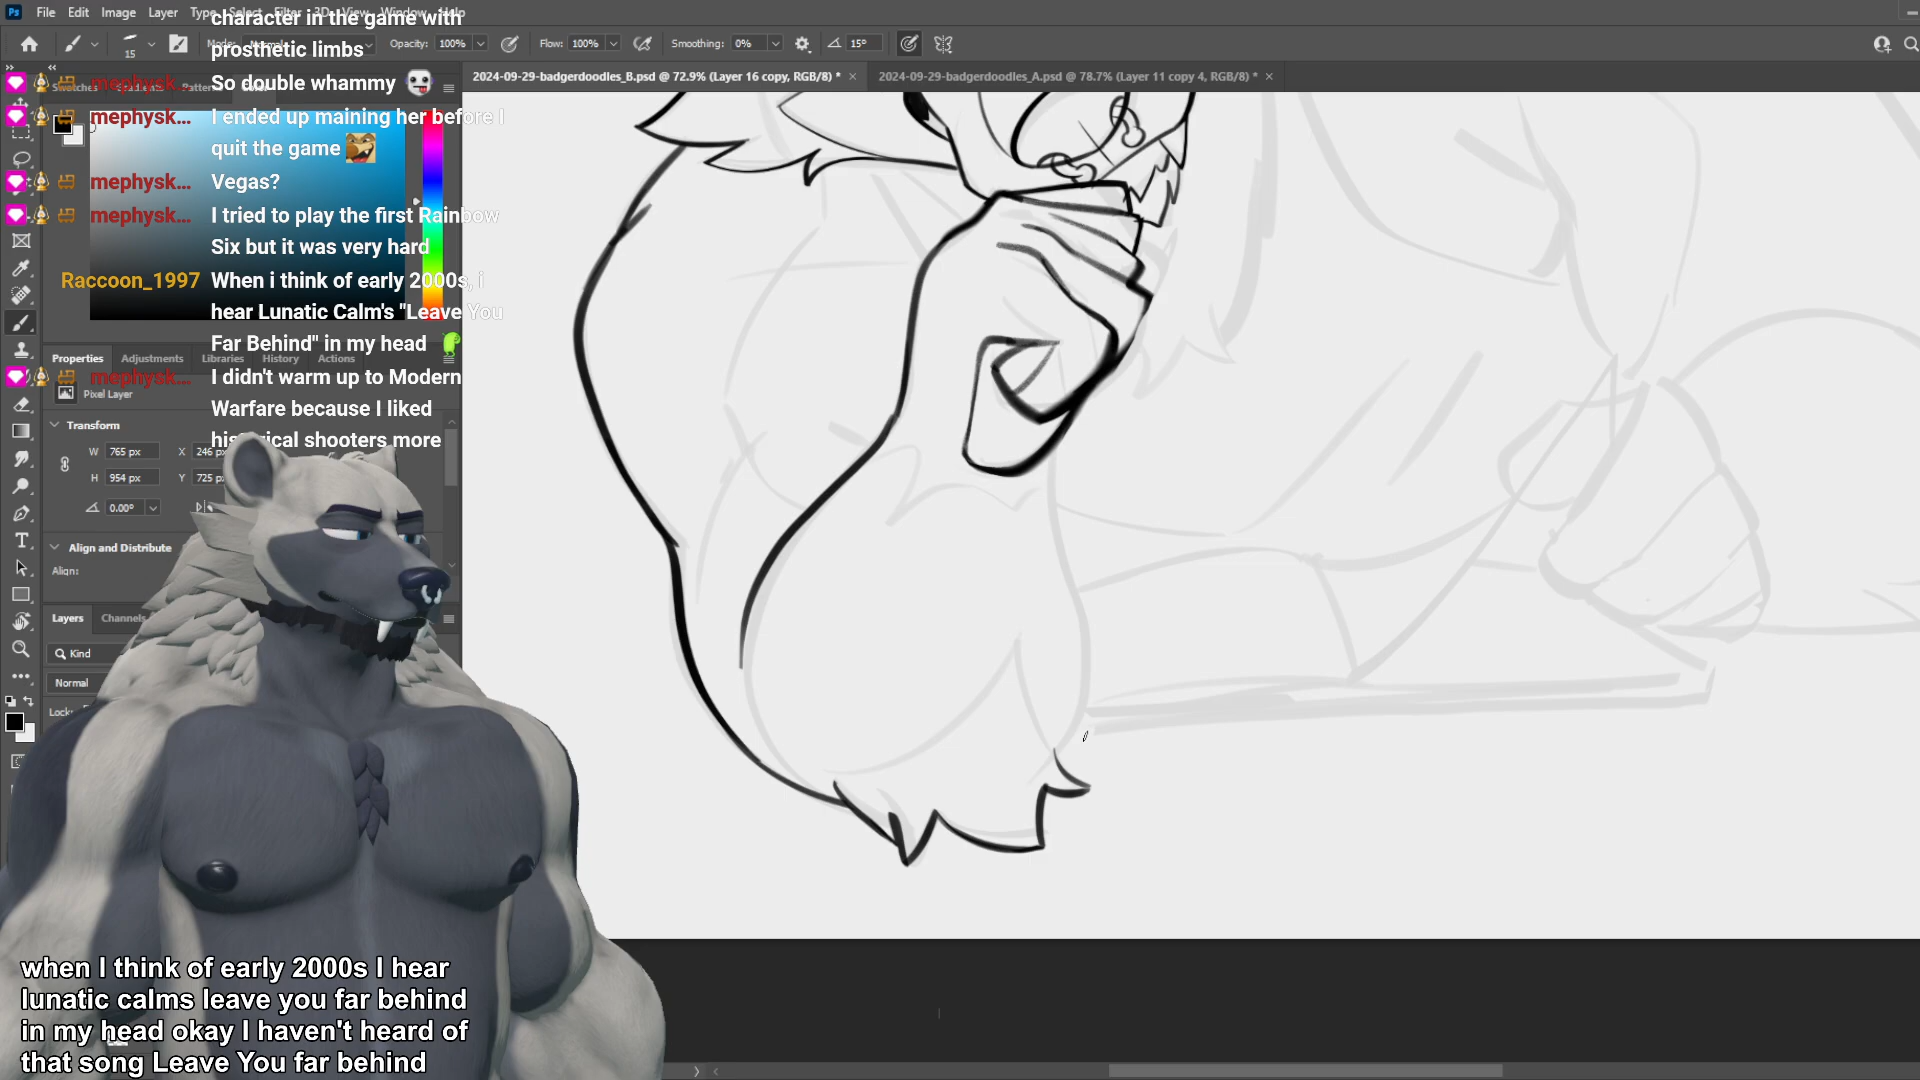 File Edit Image Layer Type Select Filter 3D View Window Help
15 Mode: Opacity: 100% Flow: 100% Smoothing: 0% 15°
2024-09-29-badgerdoodles_B.psd @ 72.9% (Layer 16 copy, RGB/8) *
2024-09-29-badgerdoodles_A.psd @ 78.7% (Layer 11 copy 4, RGB/8) *
character in the game with
prosthetic limbs
mephysk... So double whammy
mephysk... I ended up maining her before I
quit the game
mephysk... Vegas?
mephysk... I tried to play the first Rainbow
Six but it was very hard
Raccoon_1997 When i think of early 2000s, i
hear Lunatic Calm's "Leave You
Far Behind" in my head
mephysk... I didn't warm up to Modern
Warfare because I liked
historical shooters more
Properties Adjustments Libraries History Actions
Pixel Layer
Transform
W 765 px X 246 px
H 954 px Y 725 px
0.00°
Align and Distribute
Align:
Layers Channels
Kind
Normal
Lock:
when I think of early 2000s I hear
lunatic calms leave you far behind
in my head okay I haven't heard of
that song Leave You far behind